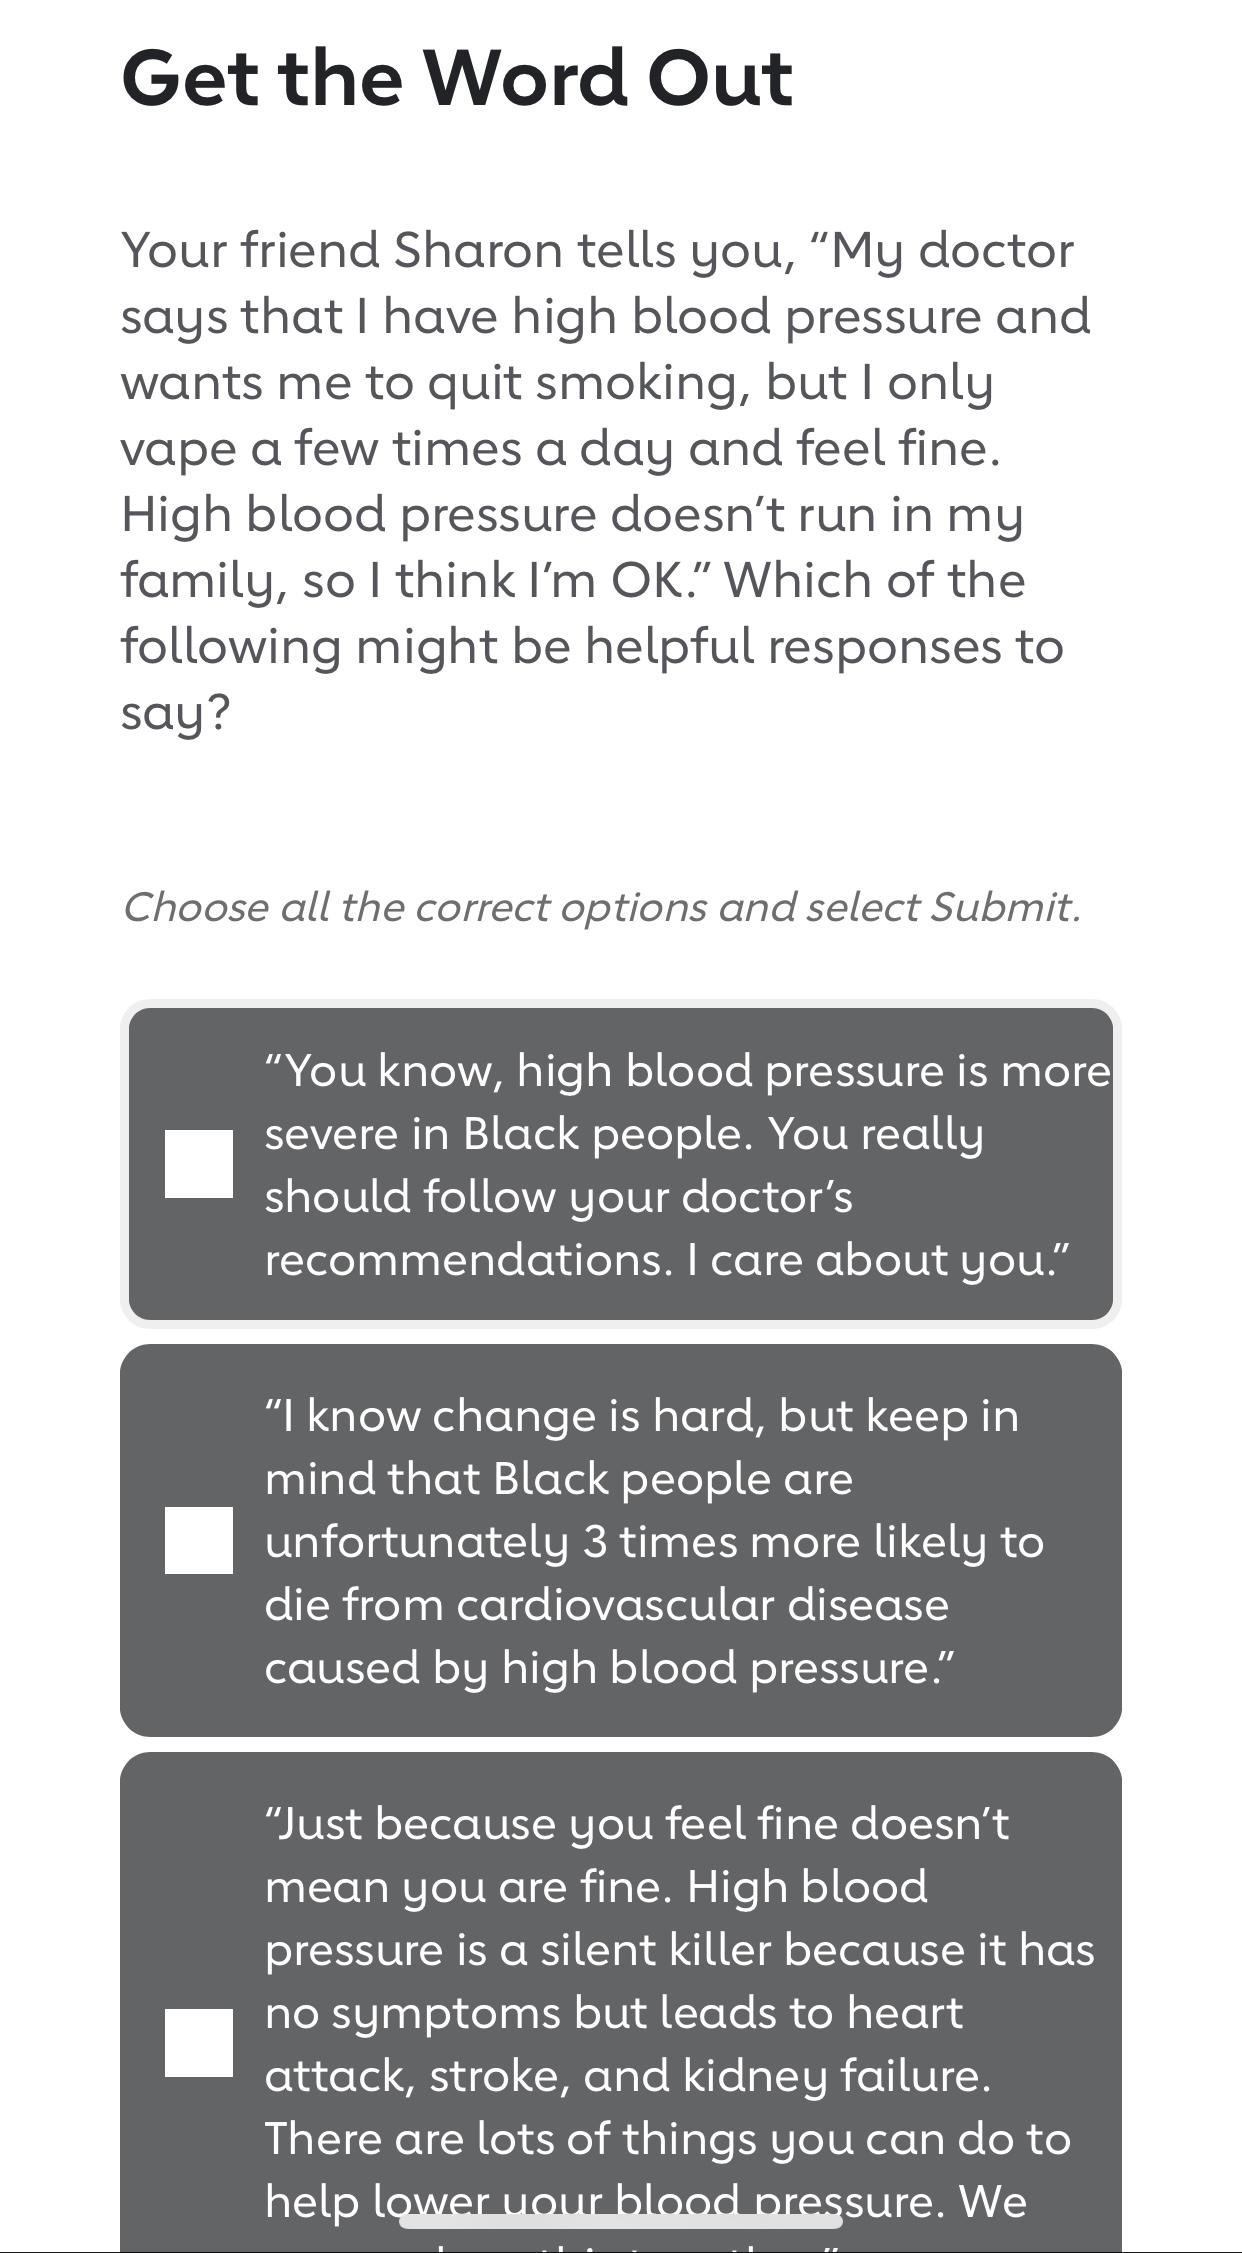 Get the Word Out
Your friend Sharon tells you, “My doctor
says that I have high blood pressure and
wants me to quit smoking, but I only
vape a few times a day and feel fine.
High blood pressure doesn’t run in my
family, so I think I’m OK.” Which of the
following might be helpful responses to
say?
Choose all the correct options and select Submit.
“You know, high blood pressure is more
severe in Black people. You really
should follow your doctor’s
recommendations. I care about you.”
“I know change is hard, but keep in
mind that Black people are
unfortunately 3 times more likely to
die from cardiovascular disease
caused by high blood pressure.”
“Just because you feel fine doesn’t
mean you are fine. High blood
pressure is a silent killer because it has
no symptoms but leads to heart
attack, stroke, and kidney failure.
There are lots of things you can do to
help lower your blood pressure. We